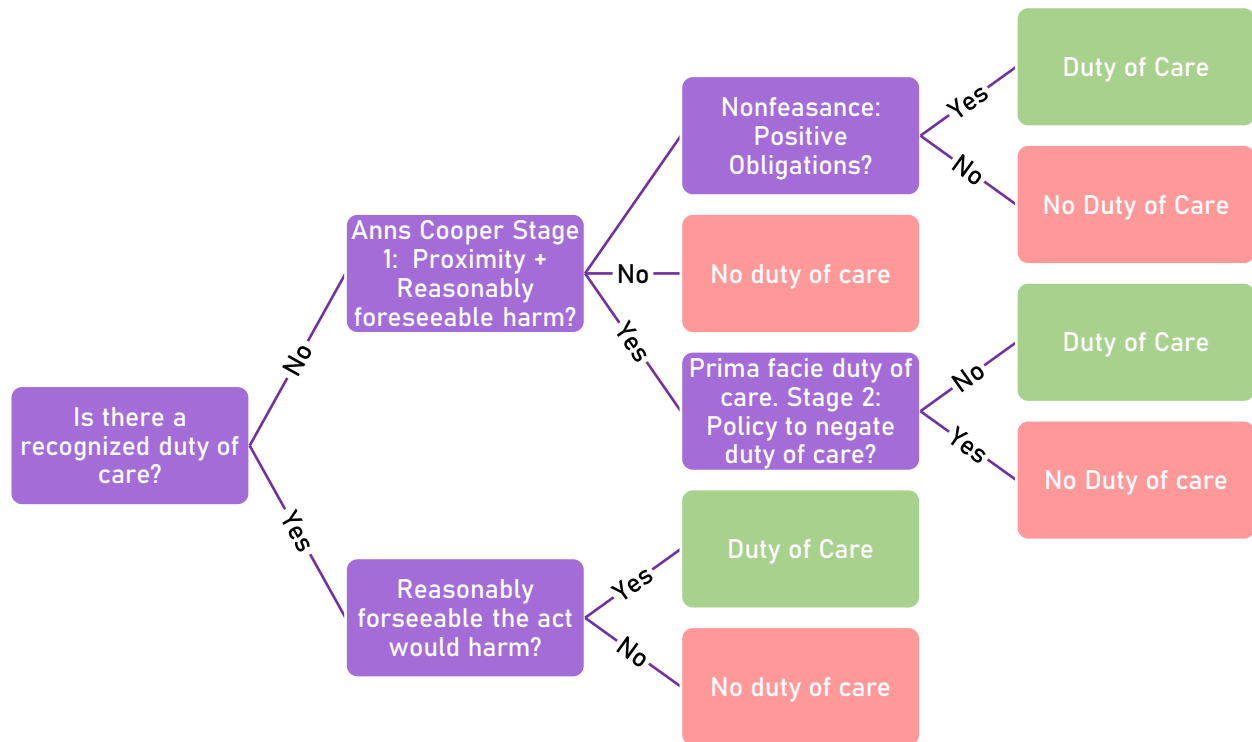 Is there a
recognized duty of
care?
No
Yes
Anns Cooper Stage
1:  Proximity +
Reasonably
foreseeable harm?
No
Yes
Nonfeasance:
Positive
Obligations?
Yes
No
Duty of Care
No Duty of Care
No duty of care
Prima facie duty of
care. Stage 2:
Policy to negate
duty of care?
No
Yes
Duty of Care
No Duty of care
Reasonably
forseeable the act
would harm?
Yes
No
Duty of Care
No duty of care